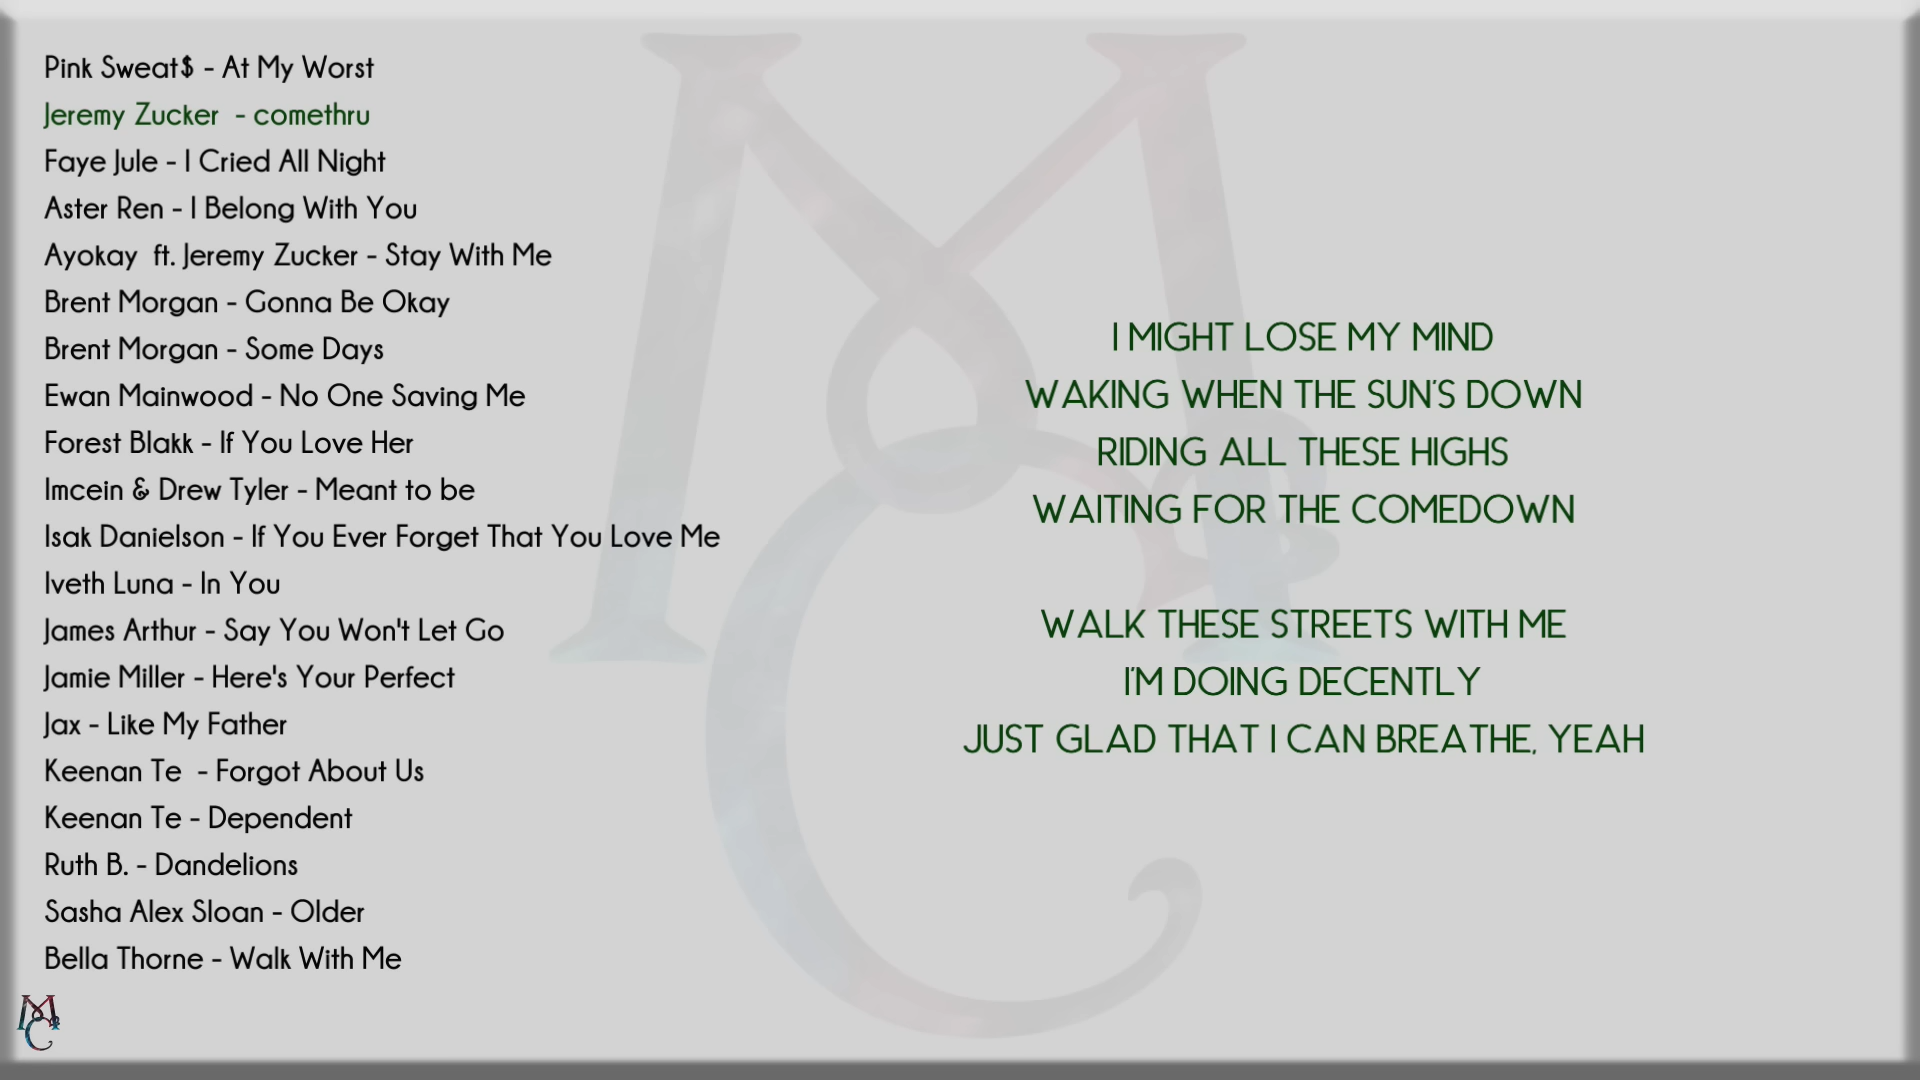 Pink Sweat$ - At My Worst
Jeremy Zucker  - comethru
Faye Jule - I Cried All Night
Aster Ren - I Belong With You
Ayokay  ft. Jeremy Zucker - Stay With Me
Brent Morgan - Gonna Be Okay
Brent Morgan - Some Days
Ewan Mainwood - No One Saving Me
Forest Blakk - If You Love Her
Imcein & Drew Tyler - Meant to be
Isak Danielson - If You Ever Forget That You Love Me
Iveth Luna - In You
James Arthur - Say You Won't Let Go
Jamie Miller - Here's Your Perfect
Jax - Like My Father
Keenan Te  - Forgot About Us
Keenan Te - Dependent
Ruth B. - Dandelions
Sasha Alex Sloan - Older
Bella Thorne - Walk With Me
I MIGHT LOSE MY MIND
WAKING WHEN THE SUN'S DOWN
RIDING ALL THESE HIGHS
WAITING FOR THE COMEDOWN
WALK THESE STREETS WITH ME
I'M DOING DECENTLY
JUST GLAD THAT I CAN BREATHE, YEAH
MC